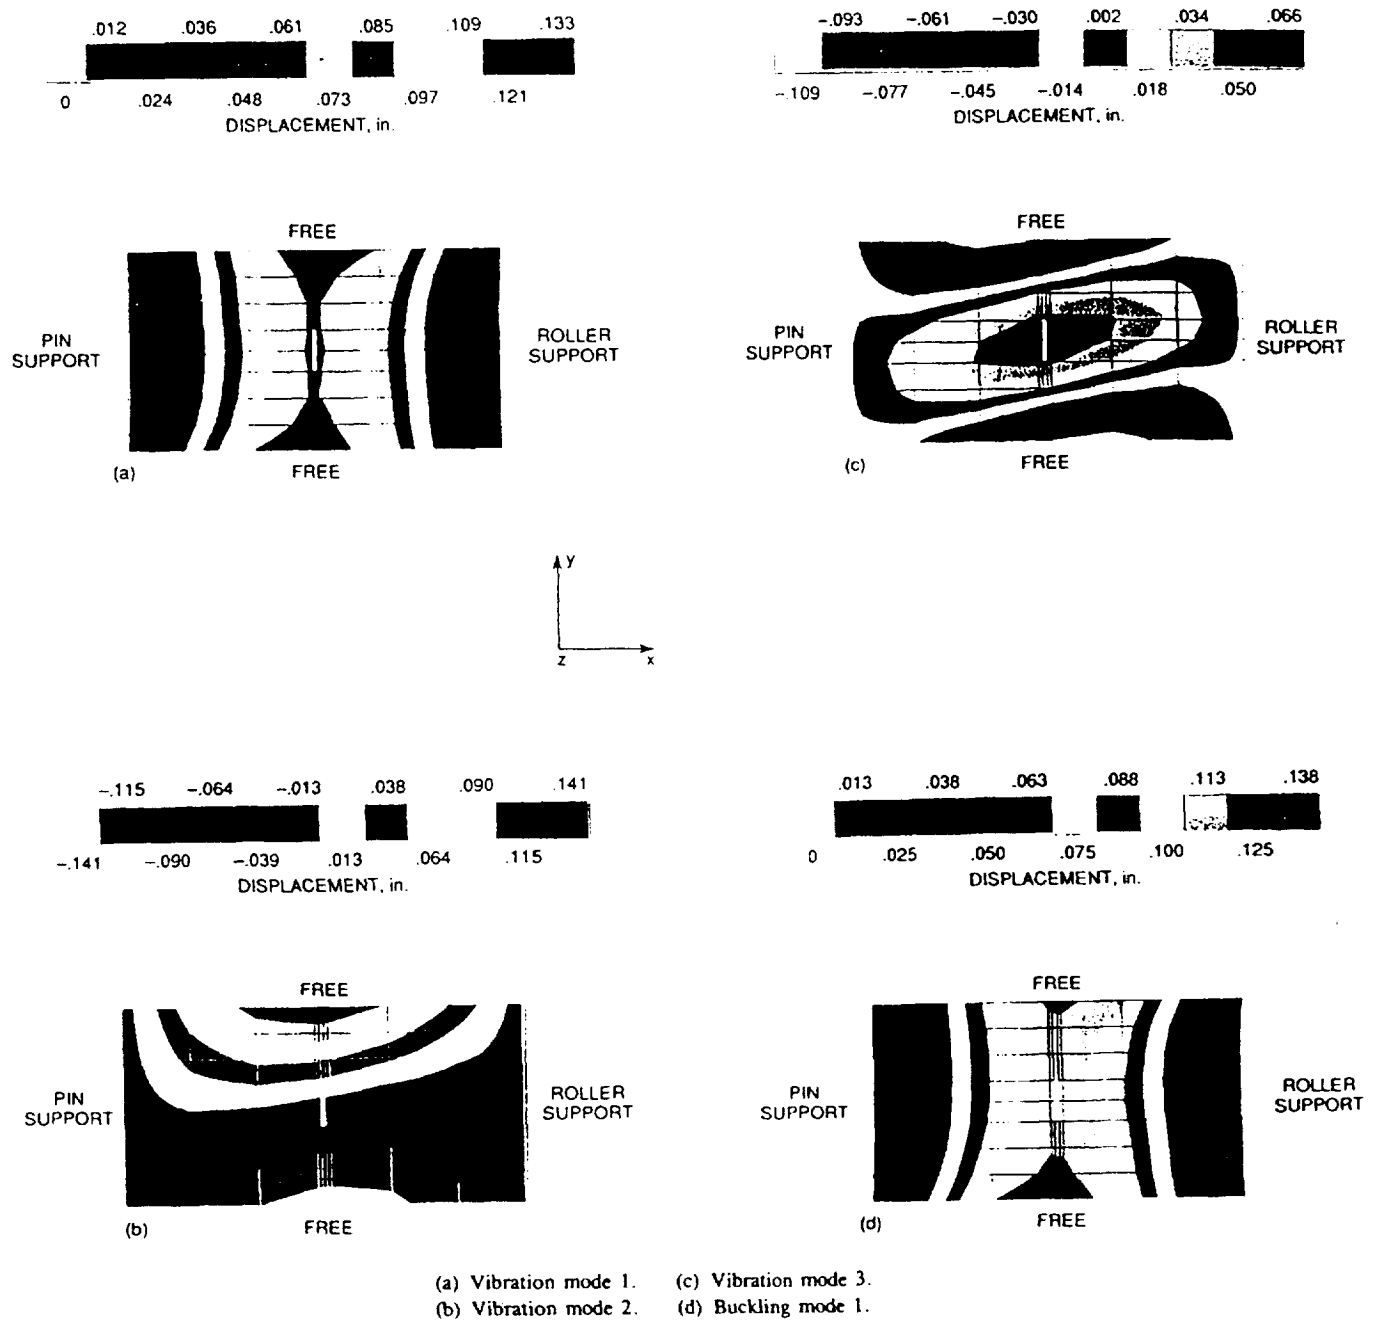 .012 .036 .061 .085 .109 .133
0 .024 .048 .073 .097 .121
DISPLACEMENT, in.
-.093 -.061 -.030 .002 .034 .066
-.109 -.077 -.045 -.014 .018 .050
DISPLACEMENT, in.
FREE
PIN
SUPPORT
ROLLER
SUPPORT
(a)
FREE
FREE
PIN
SUPPORT
ROLLER
SUPPORT
(c)
FREE
y
z
x
-.115 -.064 -.013 .038 .090 .141
-.141 -.090 -.039 .013 .064 .115
DISPLACEMENT, in.
.013 .038 .063 .088 .113 .138
0 .025 .050 .075 .100 .125
DISPLACEMENT, in.
FREE
PIN
SUPPORT
ROLLER
SUPPORT
(b)
FREE
FREE
PIN
SUPPORT
ROLLER
SUPPORT
(d)
FREE
(a) Vibration mode 1. (c) Vibration mode 3.
(b) Vibration mode 2. (d) Buckling mode 1.